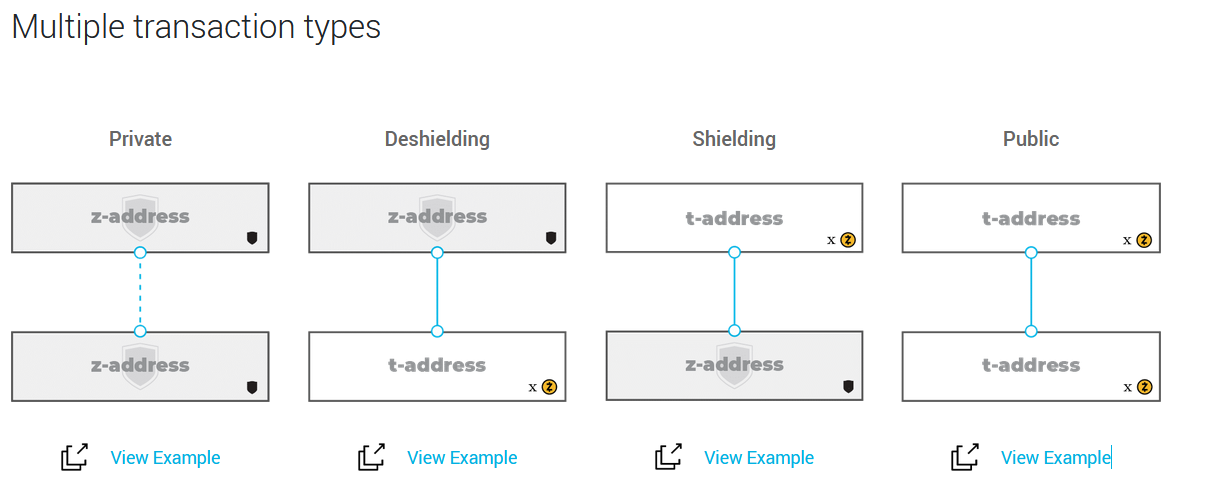 Multiple transaction types
Private Deshielding Shielding Public
z-address z-address t-address t-address
x x
z-address t-address z-address t-address
x x
View Example View Example View Example View Example